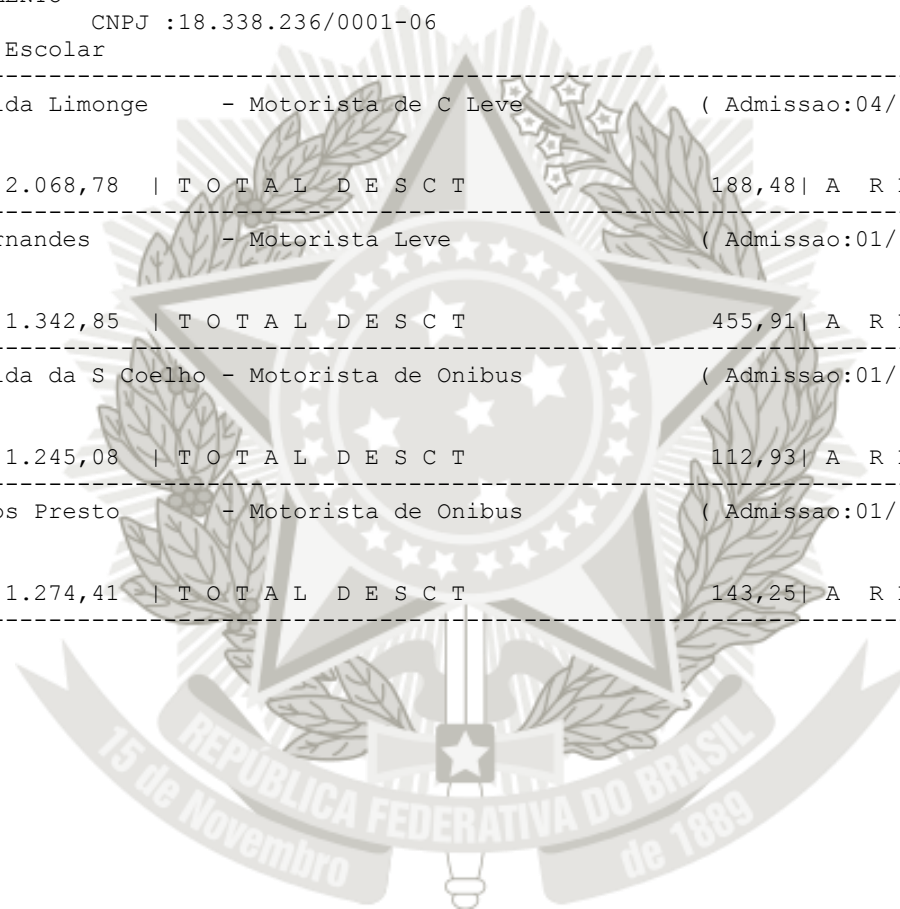 CNPJ :18.338.236/0001-06
Escolar
--------------------------------------------------------------------------
ida Limonge - Motorista de C Leve ( Admissao:04/
2.068,78 | T O T A L D E S C T 188,48| A R
--------------------------------------------------------------------------
rnandes - Motorista Leve ( Admissao:01/
1.342,85 | T O T A L D E S C T 455,91| A R
--------------------------------------------------------------------------
ida da S Coelho - Motorista de Onibus ( Admissao:01/
1.245,08 | T O T A L D E S C T 112,93| A R
--------------------------------------------------------------------------
os Presto - Motorista de Onibus ( Admissao:01/
1.274,41 | T O T A L D E S C T 143,25| A R
--------------------------------------------------------------------------
REPÚBLICA FEDERATIVA DO BRASIL
15 de Novembro de 1889